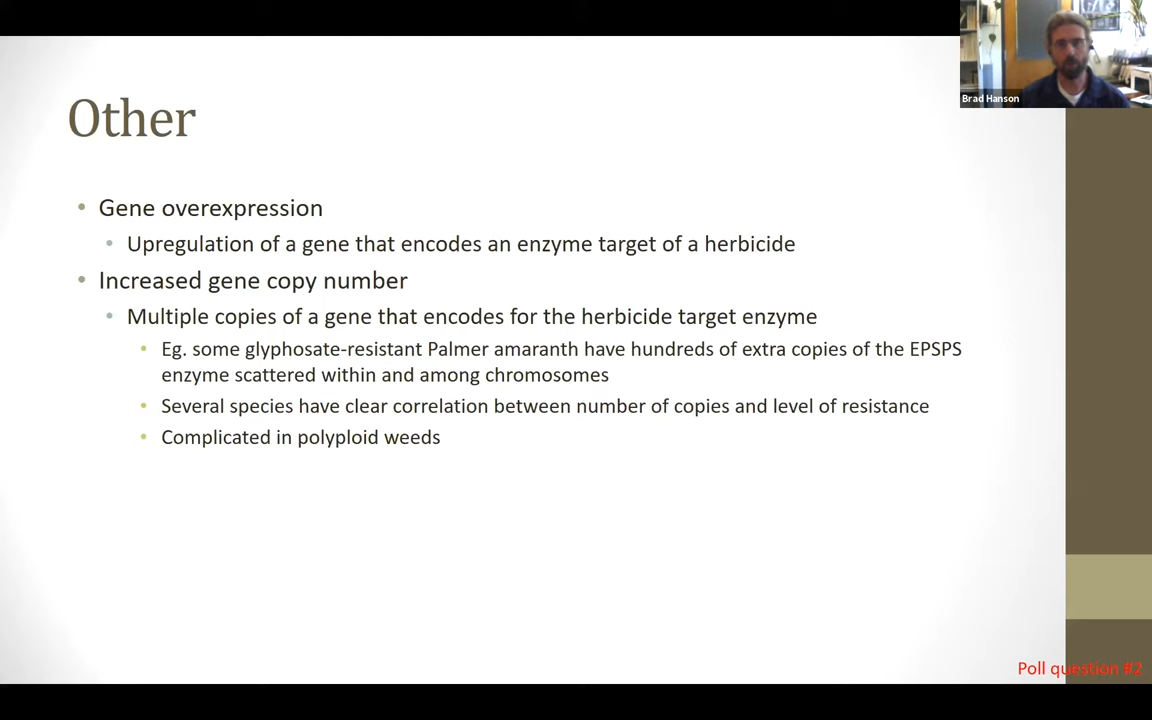 Brad Hanson
Other
• Gene overexpression
• Upregulation of a gene that encodes an enzyme target of a herbicide
• Increased gene copy number
• Multiple copies of a gene that encodes for the herbicide target enzyme
• Eg. some glyphosate-resistant Palmer amaranth have hundreds of extra copies of the EPSPS
enzyme scattered within and among chromosomes
• Several species have clear correlation between number of copies and level of resistance
• Complicated in polyploid weeds
Poll question #2